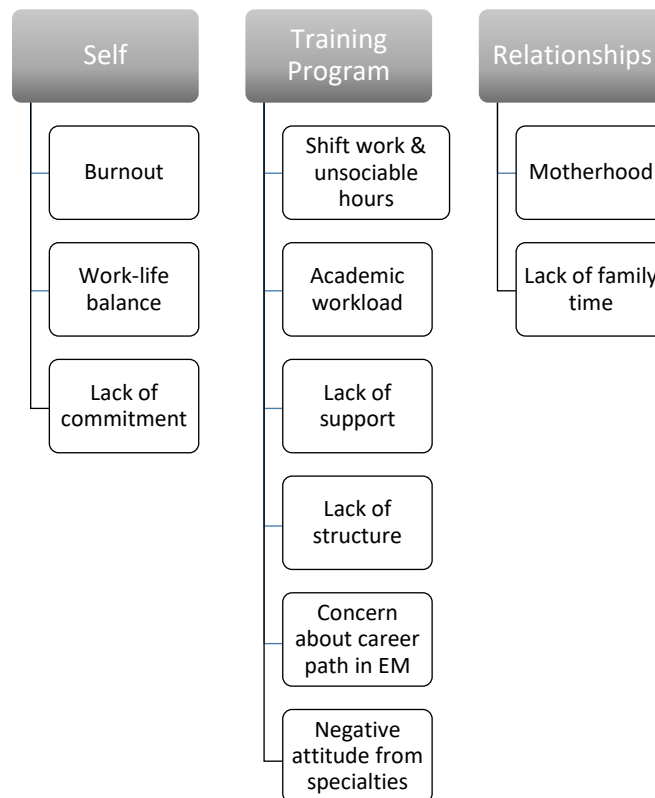 Self
Burnout
Work-life
balance
Lack of
commitment
Training
Program
Shift work &
unsociable
hours
Academic
workload
Lack of
support
Lack of
structure
Concern
about career
path in EM
Negative
attitude from
specialties
Relationships
Motherhood
Lack of family
time